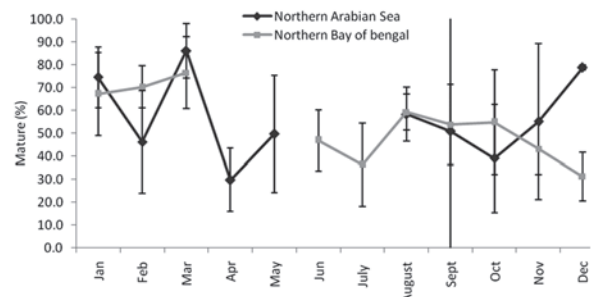 Northern Arabian Sea
Northern Bay of bengal
Mature (%)
100.0
90.0
80.0
70.0
60.0
50.0
40.0
30.0
20.0
10.0
0.0
Jan
Feb
Mar
Apr
May
Jun
July
August
Sept
Oct
Nov
Dec